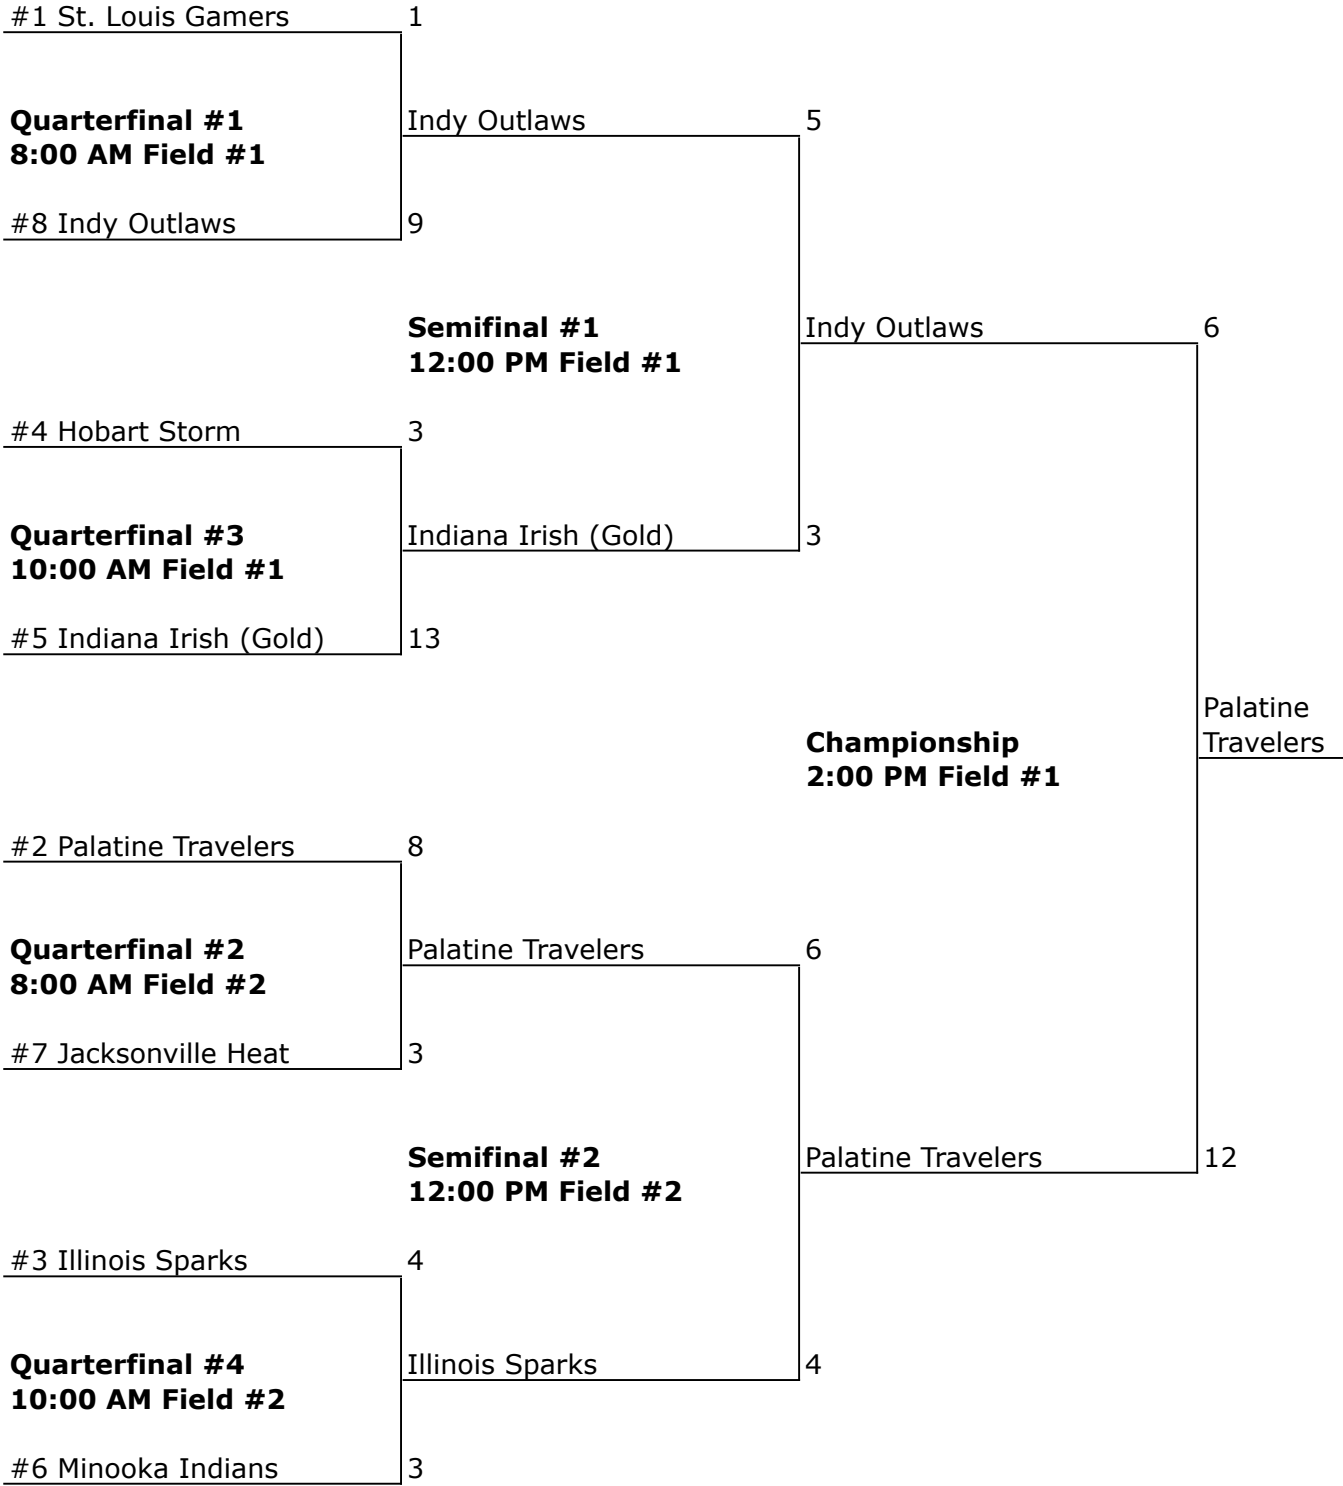 #1 St. Louis Gamers 1
Quarterfinal #1 Indy Outlaws 5
8:00 AM Field #1
#8 Indy Outlaws 9
Semifinal #1 Indy Outlaws 6
12:00 PM Field #1
#4 Hobart Storm 3
Quarterfinal #3 Indiana Irish (Gold) 3
10:00 AM Field #1
#5 Indiana Irish (Gold) 13
Palatine
Championship Travelers
2:00 PM Field #1
#2 Palatine Travelers 8
Quarterfinal #2 Palatine Travelers 6
8:00 AM Field #2
#7 Jacksonville Heat 3
Semifinal #2 Palatine Travelers 12
12:00 PM Field #2
#3 Illinois Sparks 4
Quarterfinal #4 Illinois Sparks 4
10:00 AM Field #2
#6 Minooka Indians 3